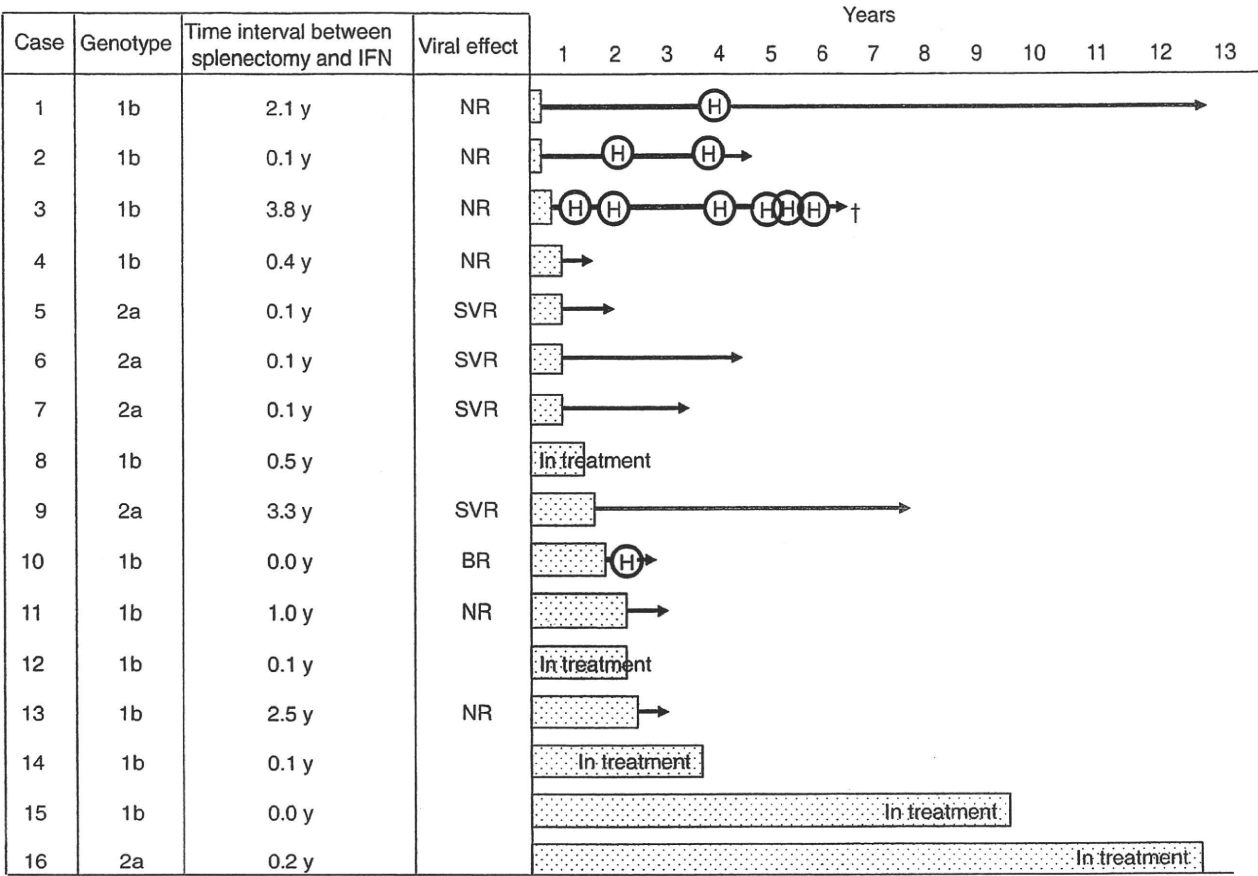 Years
Case Genotype Time interval between splenectomy and IFN Viral effect 1 2 3 4 5 6 7 8 9 10 11 12 13
1 1b 2.1 y NR H
2 1b 0.1 y NR H H
3 1b 3.8 y NR H H H H H H †
4 1b 0.4 y NR
5 2a 0.1 y SVR
6 2a 0.1 y SVR
7 2a 0.1 y SVR
8 1b 0.5 y In treatment
9 2a 3.3 y SVR
10 1b 0.0 y BR H
11 1b 1.0 y NR
12 1b 0.1 y In treatment
13 1b 2.5 y NR
14 1b 0.1 y In treatment
15 1b 0.0 y In treatment
16 2a 0.2 y In treatment